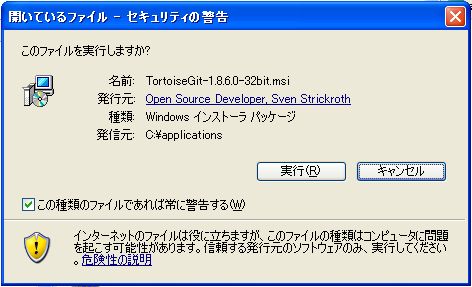 開いているファイル - セキュリティの警告
このファイルを実行しますか?
名前: TortoiseGit-1.8.6.0-32bit.msi
発行元: Open Source Developer, Sven Strickroth
種類: Windows インストーラ パッケージ
発信元: C:¥applications
実行(R) キャンセル
この種類のファイルであれば常に警告する(W)
インターネットのファイルは役に立ちますが、このファイルの種類はコンピュータに問題
を起こす可能性があります。信頼する発行元のソフトウェアのみ、実行してください
。危険性の説明